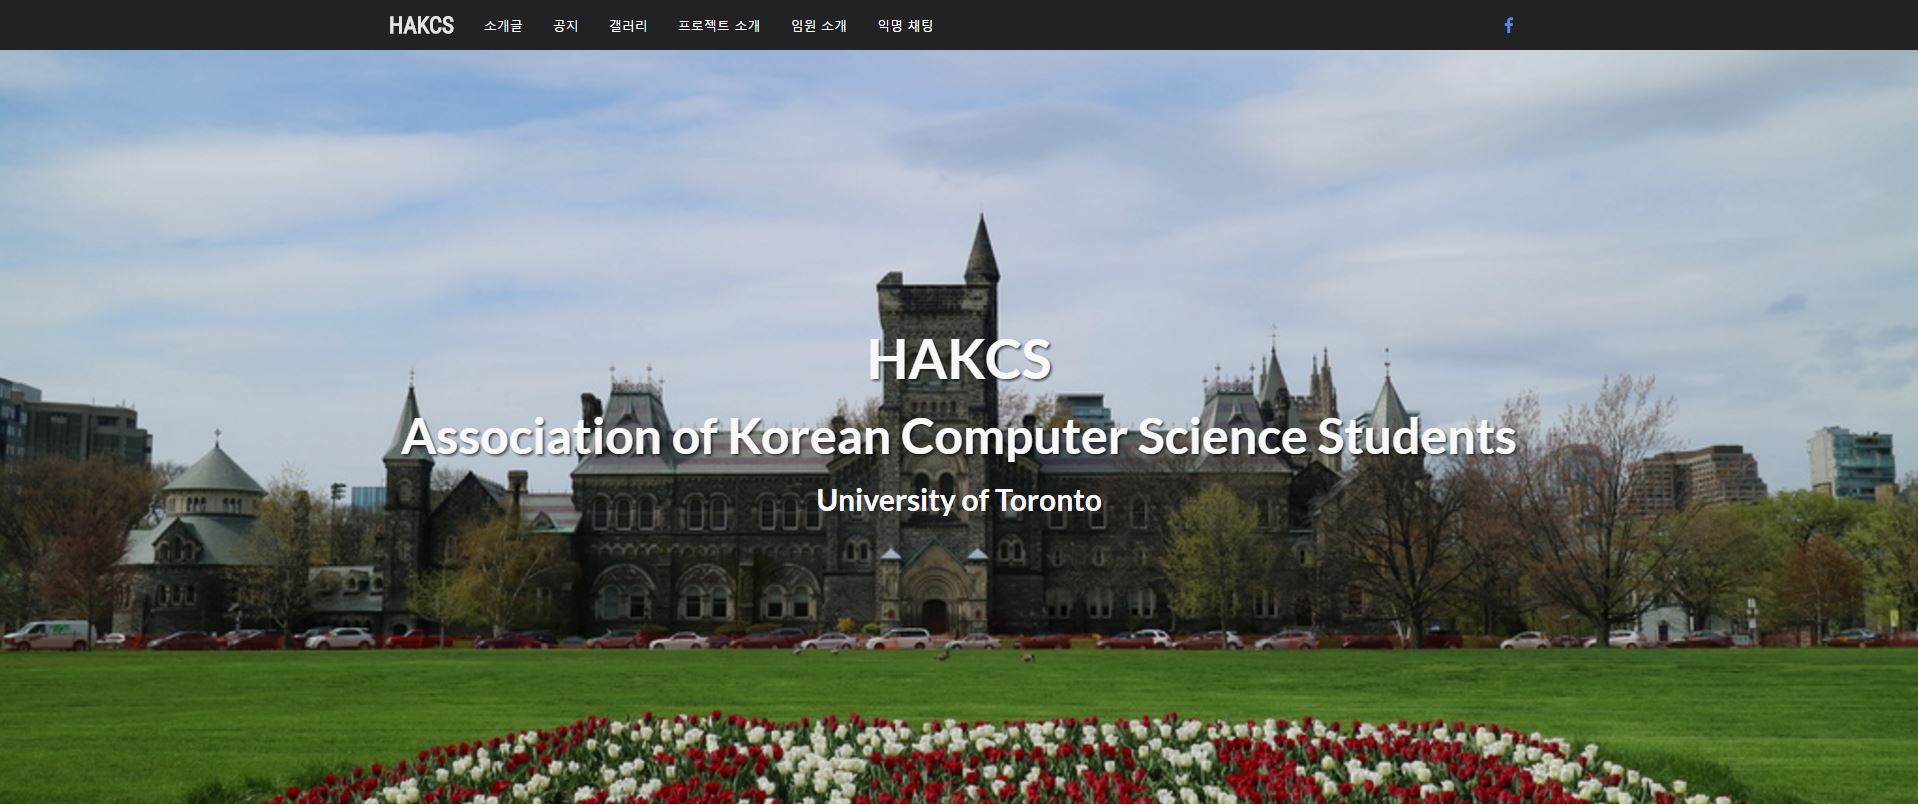 HAKCS 소개글 공지 갤러리 프로젝트 소개 임원 소개 익명 채팅
HAKCS
Association of Korean Computer Science Students
University of Toronto